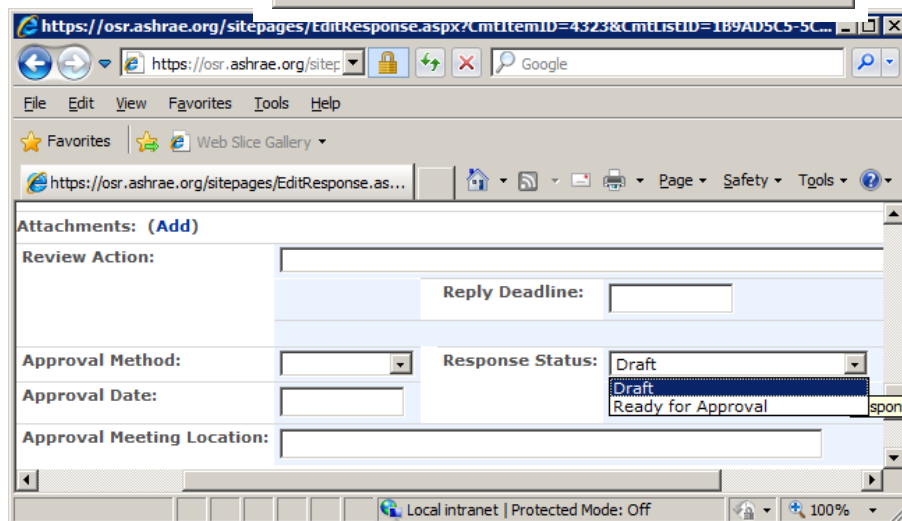 https://osr.ashrae.org/sitepages/EditResponse.aspx?CmtItemID=4323&CmtListID=1B9AD5C5-5C...
https://osr.ashrae.org/sitep
Google
File Edit View Favorites Tools Help
Favorites Web Slice Gallery
https://osr.ashrae.org/sitepages/EditResponse.as...
Page Safety Tools
Attachments: (Add)
Review Action:
Reply Deadline:
Approval Method: Response Status: Draft
Draft
Approval Date:
Ready for Approval spon
Approval Meeting Location:
Local intranet | Protected Mode: Off 100%